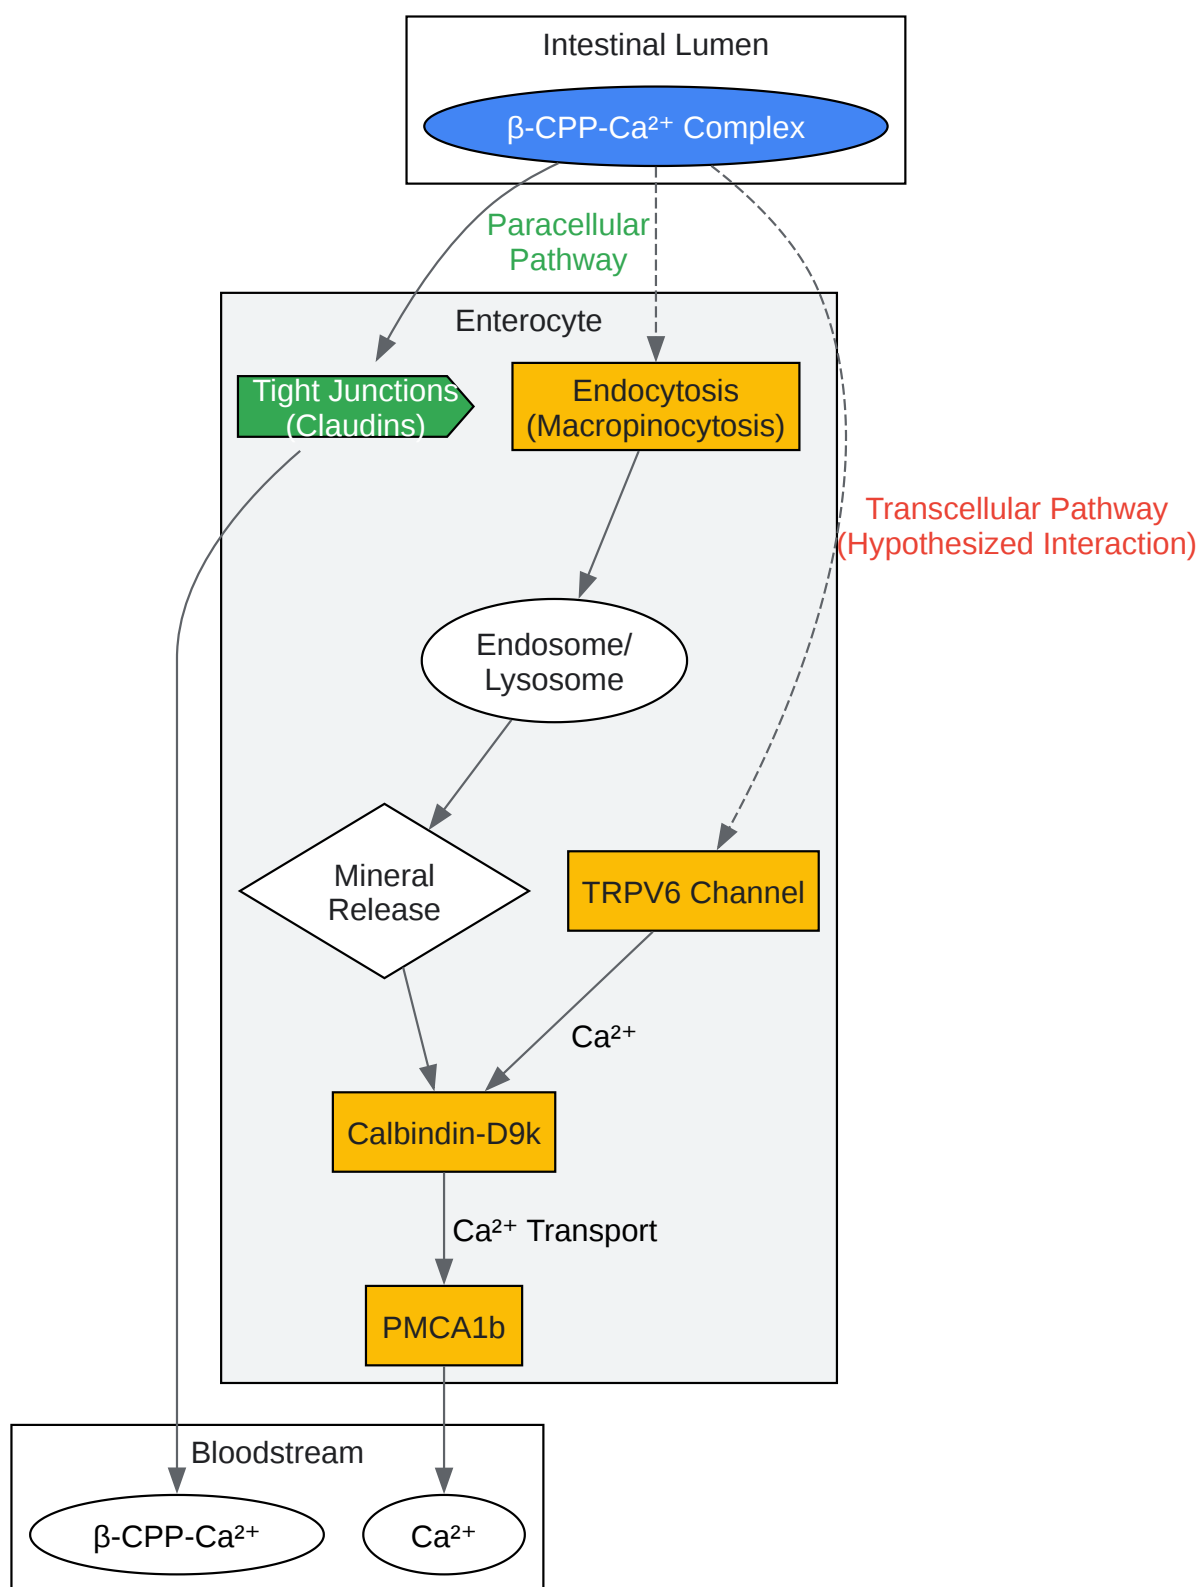 Intestinal Lumen
β-CPP-Ca²⁺ Complex
Paracellular
Pathway
Enterocyte
Tight Junctions
(Claudins)
Endocytosis
(Macropinocytosis)
Transcellular Pathway
(Hypothesized Interaction)
Endosome/
Lysosome
Mineral
Release
TRPV6 Channel
Ca²⁺
Calbindin-D9k
Ca²⁺ Transport
PMCA1b
Bloodstream
β-CPP-Ca²⁺
Ca²⁺